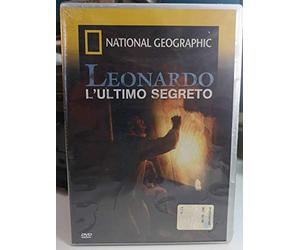 NATIONAL GEOGRAPHIC
LEONARDO
L'ULTIMO SEGRETO
DVD